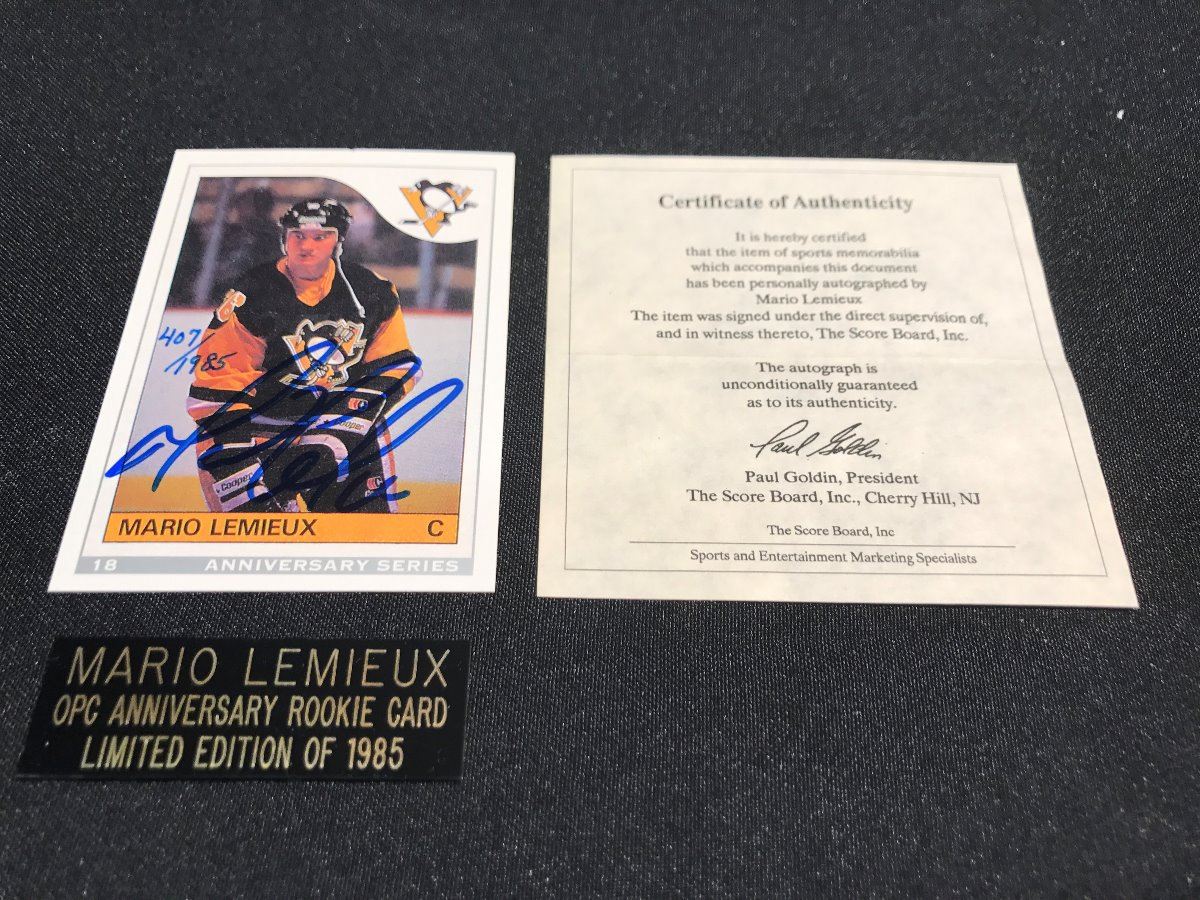 407/
1985
Cooper
Cooper
MARIO LEMIEUX C
18 ANNIVERSARY SERIES
MARIO LEMIEUX
OPC ANNIVERSARY ROOKIE CARD
LIMITED EDITION OF 1985
Certificate of Authenticity
It is hereby certified
that the item of sports memorabilia
which accompanies this document
has been personally autographed by
Mario Lemieux
The item was signed under the direct supervision of,
and in witness thereto, The Score Board, Inc.
The autograph is
unconditionally guaranteed
as to its authenticity.
Paul Goldin
Paul Goldin, President
The Score Board, Inc., Cherry Hill, NJ
The Score Board, Inc
Sports and Entertainment Marketing Specialists